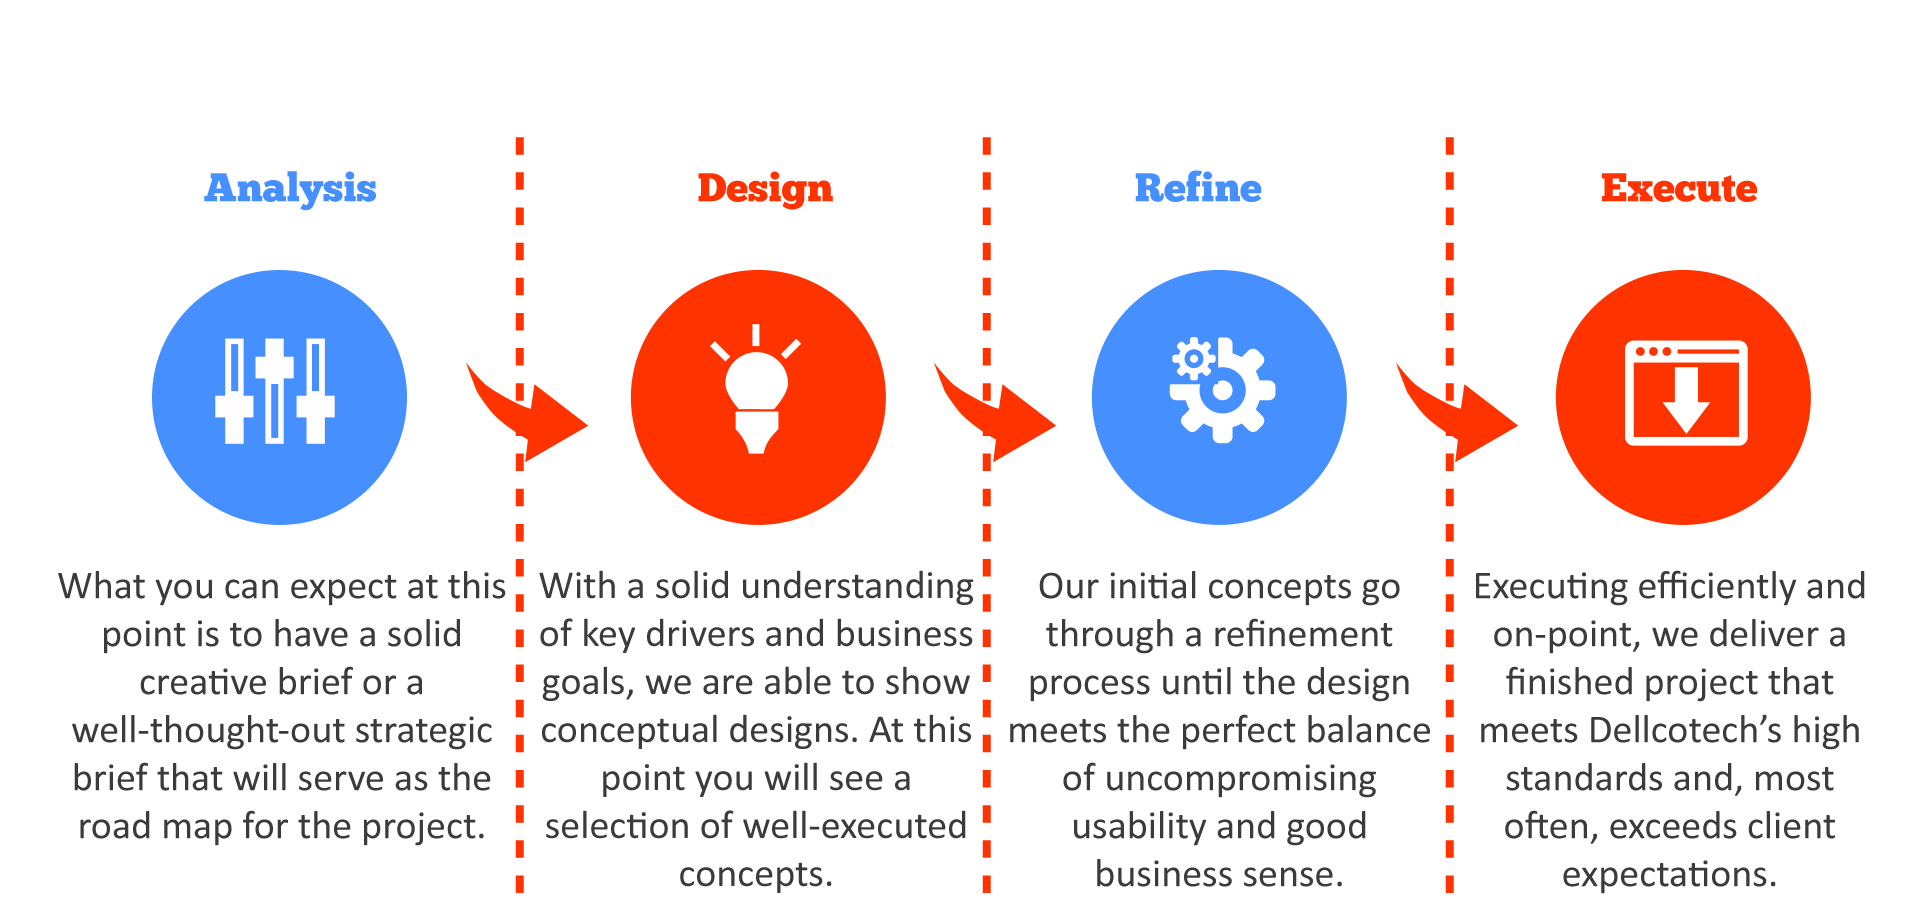 Analysis
What you can expect at this
point is to have a solid
creative brief or a
well-thought-out strategic
brief that will serve as the
road map for the project.
Design
With a solid understanding
of key drivers and business
goals, we are able to show
conceptual designs. At this
point you will see a
selection of well-executed
concepts.
Refine
Our initial concepts go
through a refinement
process until the design
meets the perfect balance
of uncompromising
usability and good
business sense.
Execute
Executing efficiently and
on-point, we deliver a
finished project that
meets Dellcotech’s high
standards and, most
often, exceeds client
expectations.